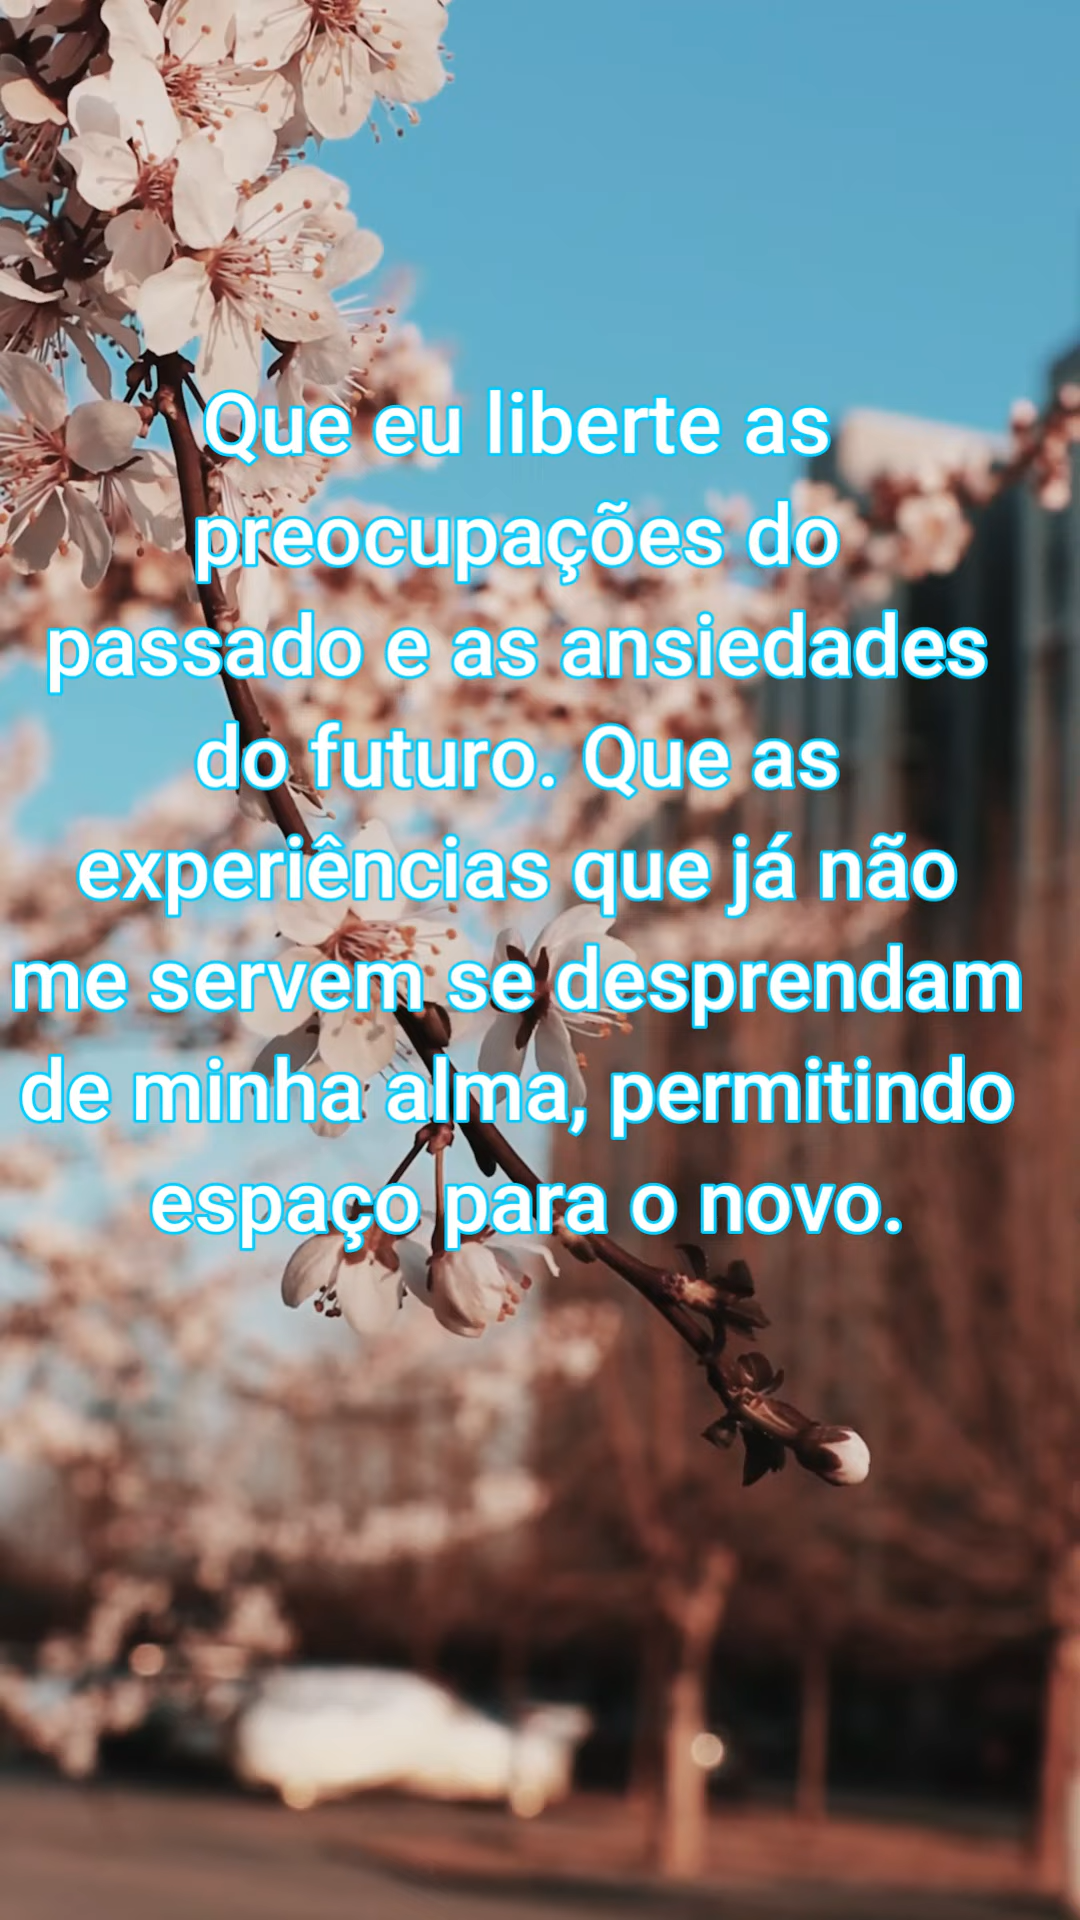 Que eu liberte as
preocupações do
passado e as ansiedades
do futuro. Que as
experiências que já não
me servem se desprendam
de minha alma, permitindo
espaço para o novo.